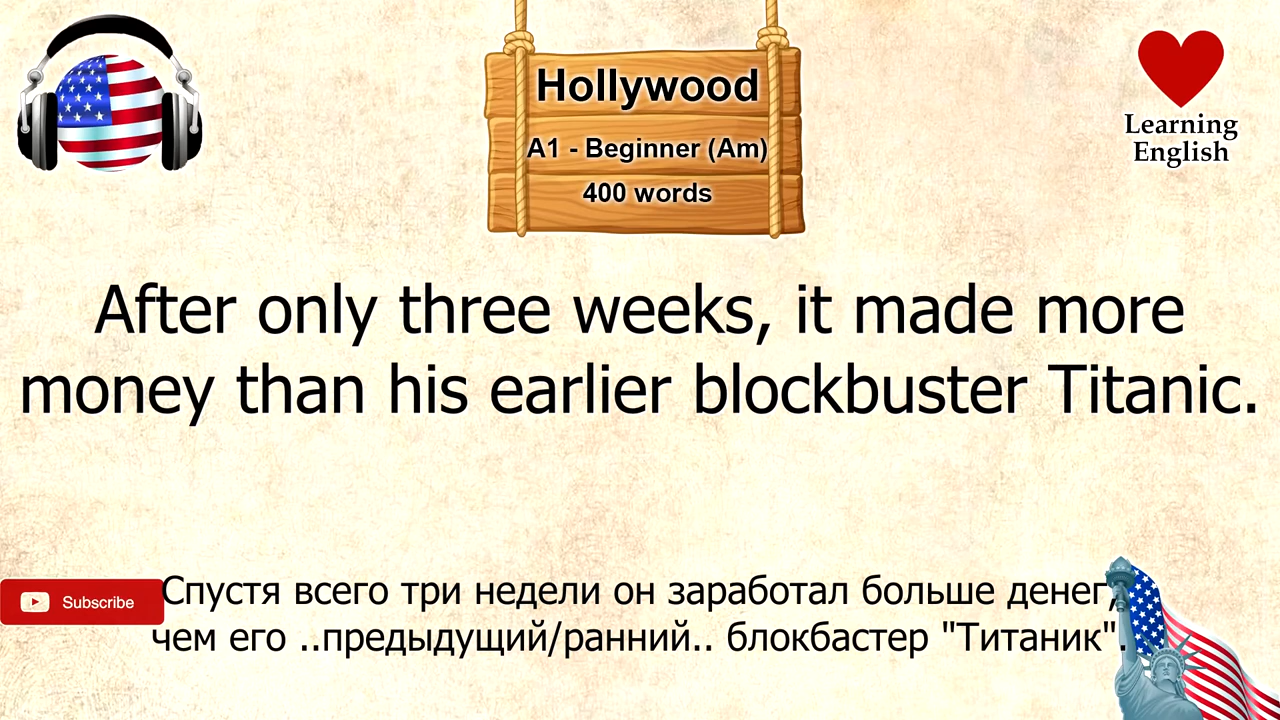 Hollywood
A1 - Beginner (Am)
400 words
Learning
English
After only three weeks, it made more
money than his earlier blockbuster Titanic.
Subscribe
Спустя всего три недели он заработал больше денег,
чем его ..предыдущий/ранний.. блокбастер "Титаник".